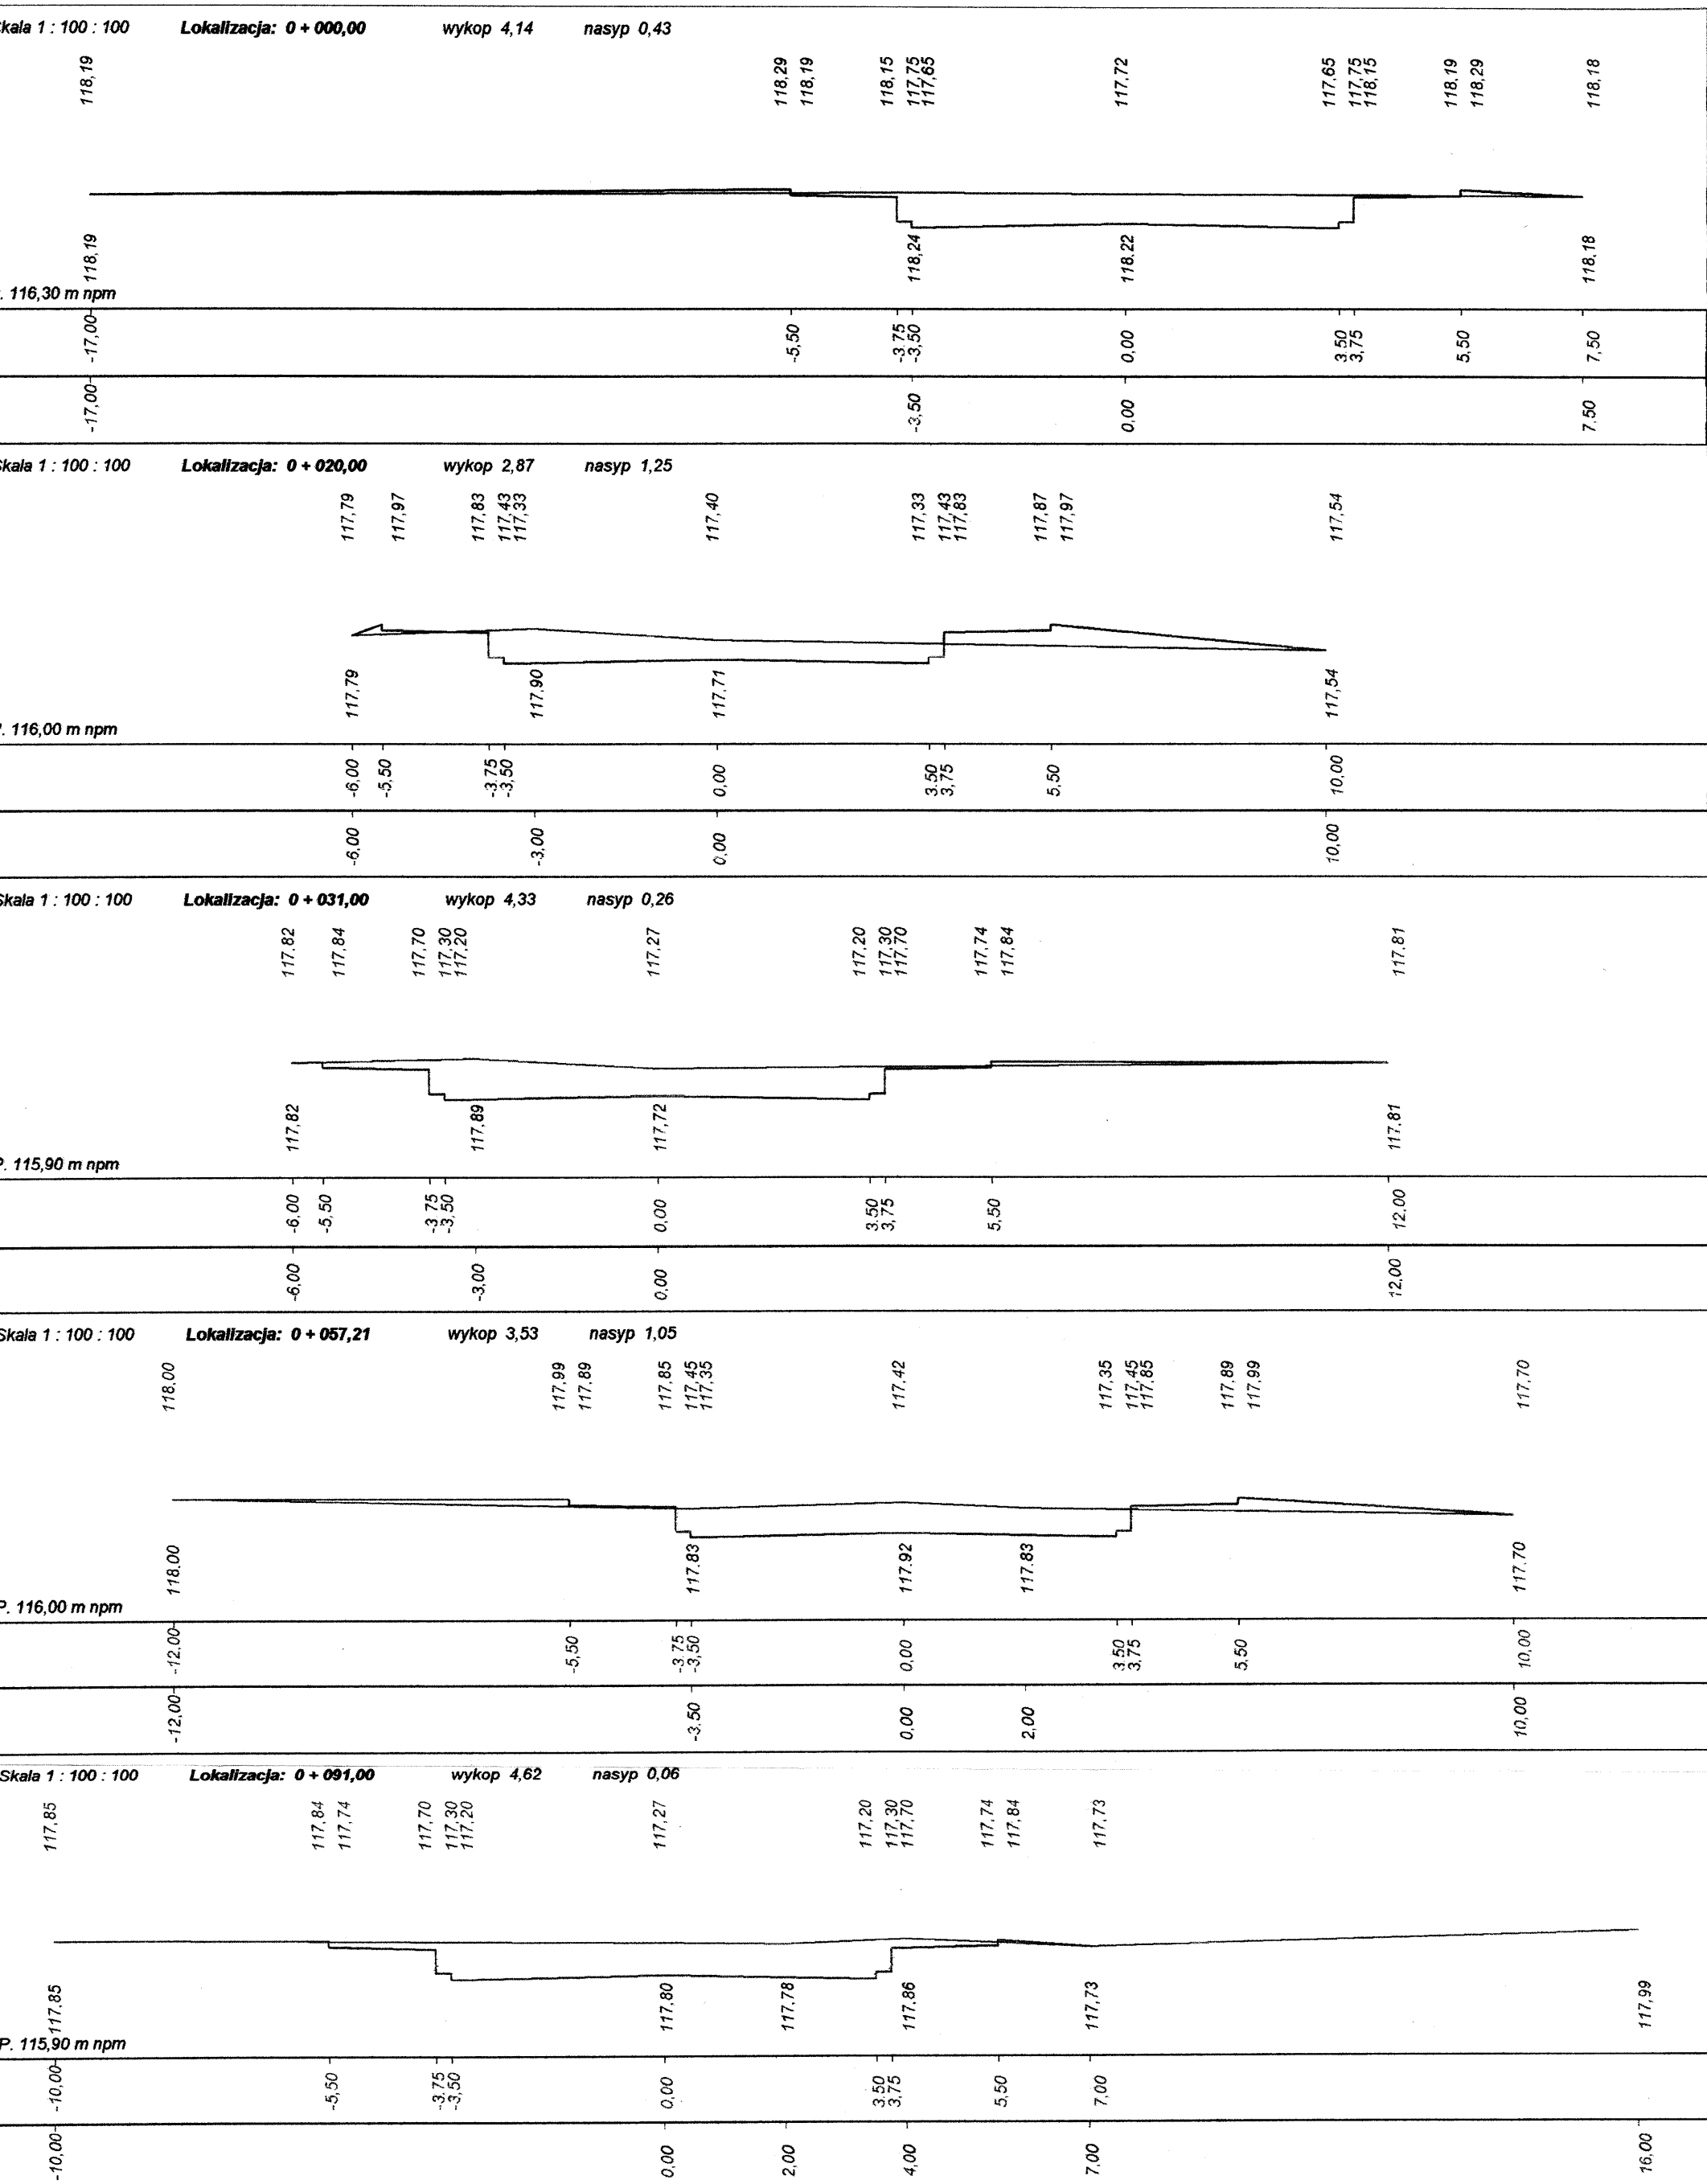 Skala 1 : 100 : 100 Lokalizacja: 0 + 000,00 wykop 4,14 nasyp 0,43
118,19 118,29 118,19 118,15 117,75 117,65 117,72 117,65 117,75 118,15 118,19 118,29 118,18
118,19 118,24 118,22 118,18
. 116,30 m npm
-17,00 -5,50 -3,75 -3,50 0,00 3,50 3,75 5,50 7,50
-17,00 -3,50 0,00 7,50
Skala 1 : 100 : 100 Lokalizacja: 0 + 020,00 wykop 2,87 nasyp 1,25
117,79 117,97 117,83 117,43 117,33 117,40 117,33 117,43 117,83 117,87 117,97 117,54
117,79 117,90 117,71 117,54
. 116,00 m npm
-6,00 -5,50 -3,75 -3,50 0,00 3,50 3,75 5,50 10,00
-6,00 -3,00 0,00 10,00
Skala 1 : 100 : 100 Lokalizacja: 0 + 031,00 wykop 4,33 nasyp 0,26
117,82 117,84 117,70 117,30 117,20 117,27 117,20 117,30 117,70 117,74 117,84 117,81
117,82 117,89 117,72 117,81
P. 115,90 m npm
-6,00 -5,50 -3,75 -3,50 0,00 3,50 3,75 5,50 12,00
-6,00 -3,00 0,00 12,00
Skala 1 : 100 : 100 Lokalizacja: 0 + 057,21 wykop 3,53 nasyp 1,05
118,00 117,99 117,89 117,85 117,45 117,35 117,42 117,35 117,45 117,85 117,89 117,99 117,70
118,00 117,83 117,92 117,83 117,70
P. 116,00 m npm
-12,00 -5,50 -3,75 -3,50 0,00 3,50 3,75 5,50 10,00
-12,00 -3,50 0,00 2,00 10,00
Skala 1 : 100 : 100 Lokalizacja: 0 + 091,00 wykop 4,62 nasyp 0,06
117,85 117,84 117,74 117,70 117,30 117,20 117,27 117,20 117,30 117,70 117,74 117,84 117,73
117,85 117,80 117,78 117,86 117,73 117,99
P. 115,90 m npm
-10,00 -5,50 -3,75 -3,50 0,00 3,50 3,75 5,50 7,00
-10,00 0,00 2,00 4,00 7,00 16,00